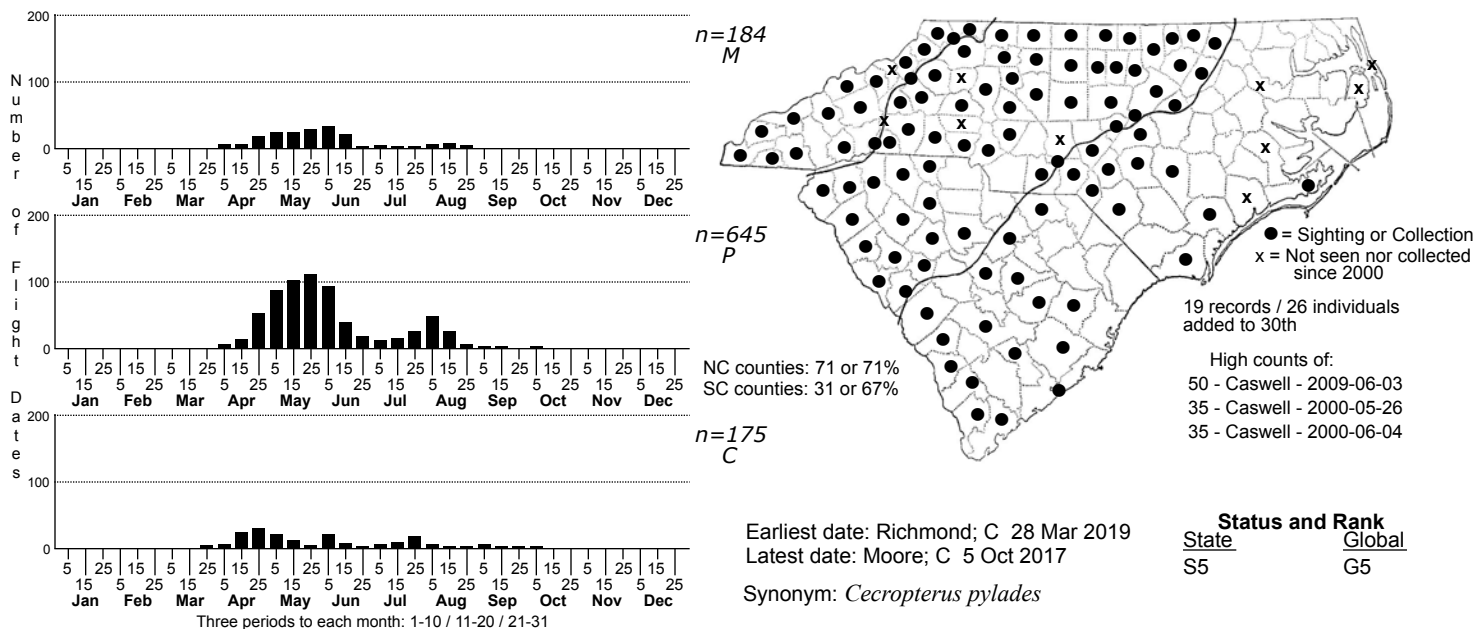 Number of Flight Dates
200
100
0
5 15 25 5 15 25 5 15 25 5 15 25 5 15 25 5 15 25 5 15 25 5 15 25 5 15 25 5 15 25 5 15 25 5 15 25
Jan Feb Mar Apr May Jun Jul Aug Sep Oct Nov Dec
n=184
M
200
100
0
5 15 25 5 15 25 5 15 25 5 15 25 5 15 25 5 15 25 5 15 25 5 15 25 5 15 25 5 15 25 5 15 25 5 15 25
Jan Feb Mar Apr May Jun Jul Aug Sep Oct Nov Dec
n=645
P
200
100
0
5 15 25 5 15 25 5 15 25 5 15 25 5 15 25 5 15 25 5 15 25 5 15 25 5 15 25 5 15 25 5 15 25 5 15 25
Jan Feb Mar Apr May Jun Jul Aug Sep Oct Nov Dec
n=175
C
Three periods to each month: 1-10 / 11-20 / 21-31
x
x
x
x
x
x
x
x
x
x
x
= Sighting or Collection
x = Not seen nor collected
since 2000
19 records / 26 individuals
added to 30th
High counts of:
50 - Caswell - 2009-06-03
35 - Caswell - 2000-05-26
35 - Caswell - 2000-06-04
NC counties: 71 or 71%
SC counties: 31 or 67%
Earliest date: Richmond; C 28 Mar 2019
Latest date: Moore; C 5 Oct 2017
Synonym: Cecropterus pylades
Status and Rank
State Global
S5 G5